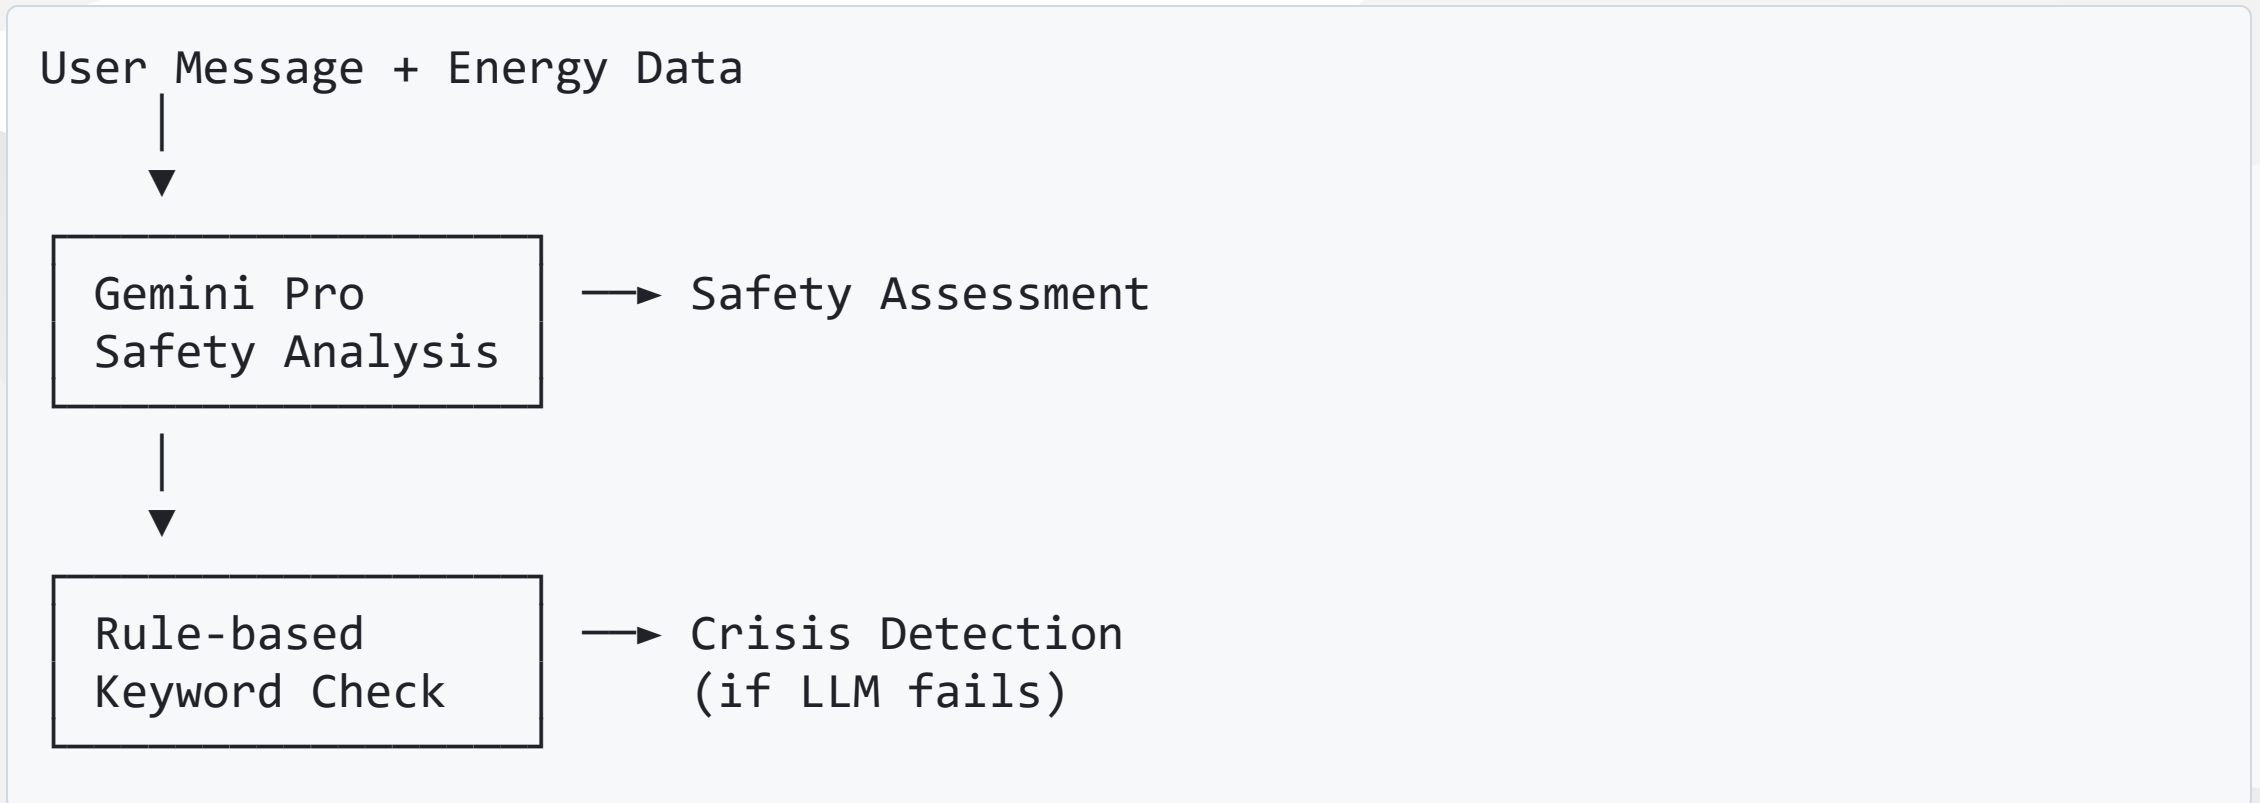 User Message + Energy Data
Gemini Pro
Safety Analysis
Safety Assessment
Rule-based
Keyword Check
Crisis Detection
(if LLM fails)